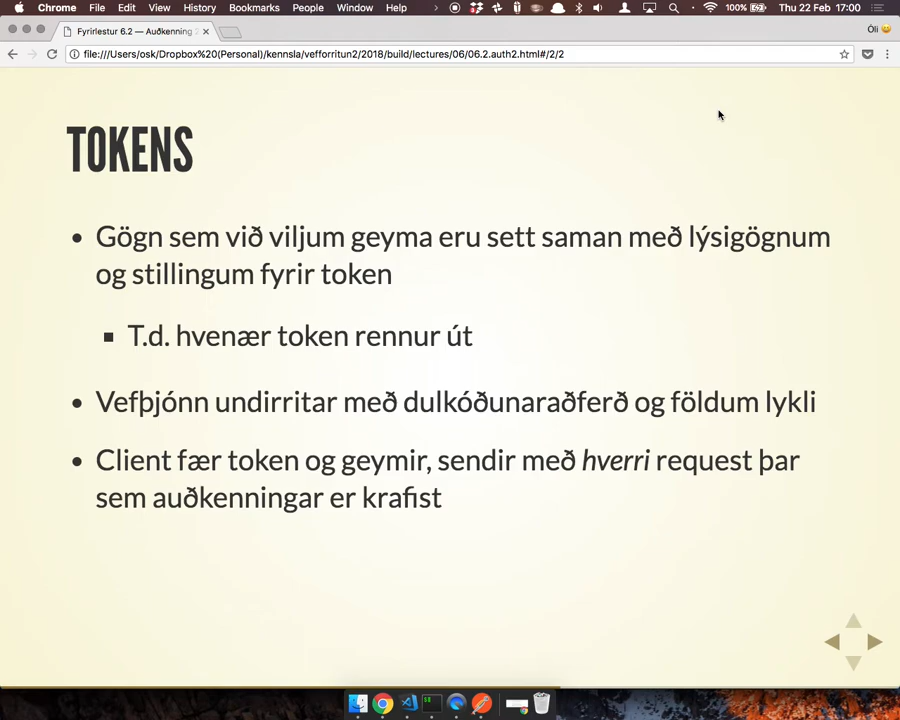 Chrome File Edit View History Bookmarks People Window Help 100% Thu 22 Feb 17:00
Fyrirlestur 6.2 — Auðkenning Óli
file:///Users/osk/Dropbox%20(Personal)/kennsla/vefforritun2/2018/build/lectures/06/06.2.auth2.html#/2/2
TOKENS
Gögn sem við viljum geyma eru sett saman með lýsigögnum
og stillingum fyrir token
T.d. hvenær token rennur út
Vefþjónn undirritar með dulkóðunaraðferð og földum lykli
Client fær token og geymir, sendir með hverri request þar
sem auðkenningar er krafist